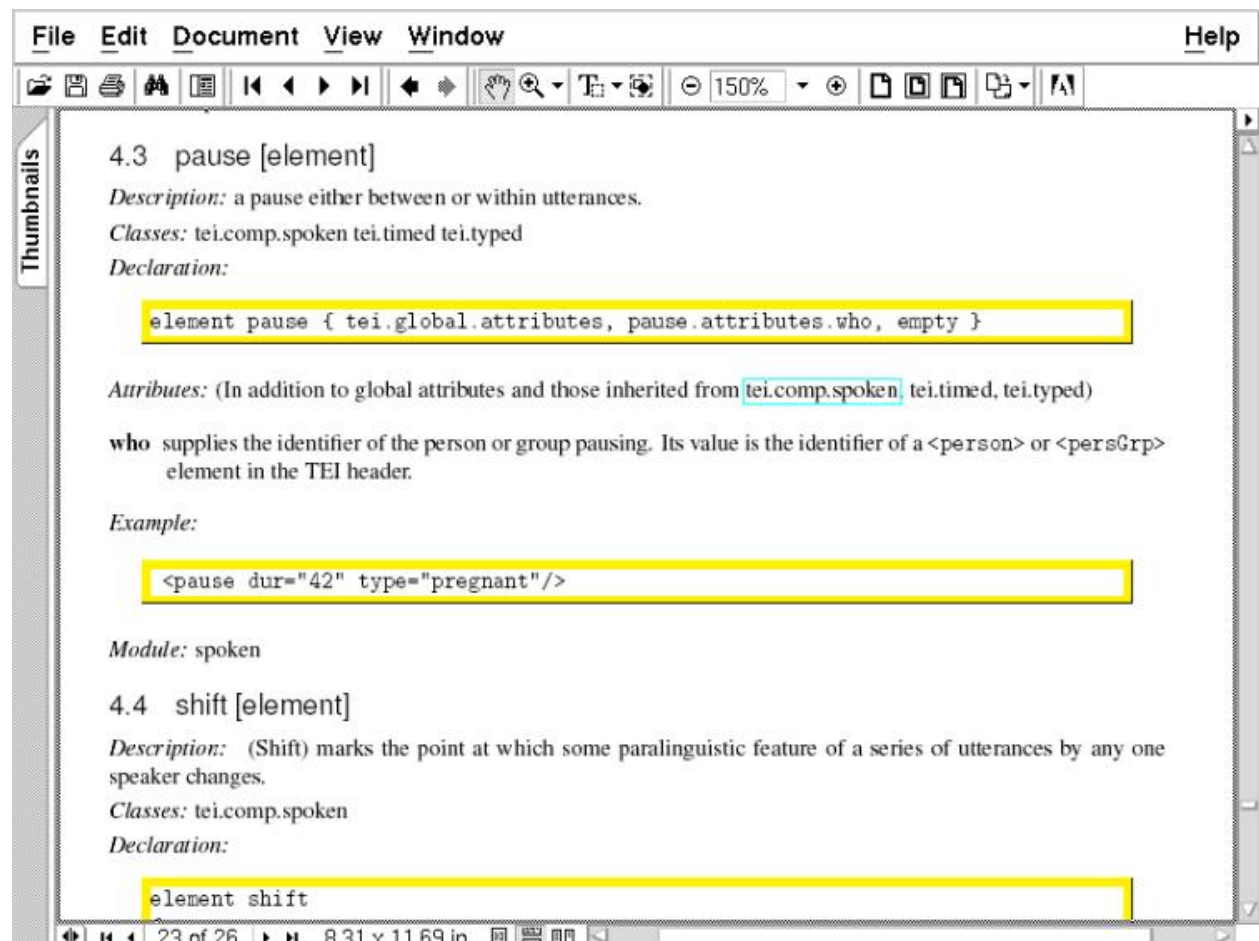 File Edit Document View Window Help
150%
Thumbnails
4.3 pause [element]
Description: a pause either between or within utterances.
Classes: tei.comp.spoken tei.timed tei.typed
Declaration:
element pause { tei.global.attributes, pause.attributes.who, empty }
Attributes: (In addition to global attributes and those inherited from tei.comp.spoken, tei.timed, tei.typed)
who supplies the identifier of the person or group pausing. Its value is the identifier of a <person> or <persGrp>
element in the TEI header.
Example:
<pause dur="42" type="pregnant"/>
Module: spoken
4.4 shift [element]
Description: (Shift) marks the point at which some paralinguistic feature of a series of utterances by any one
speaker changes.
Classes: tei.comp.spoken
Declaration:
element shift
23 of 26 8.31 x 11.69 in